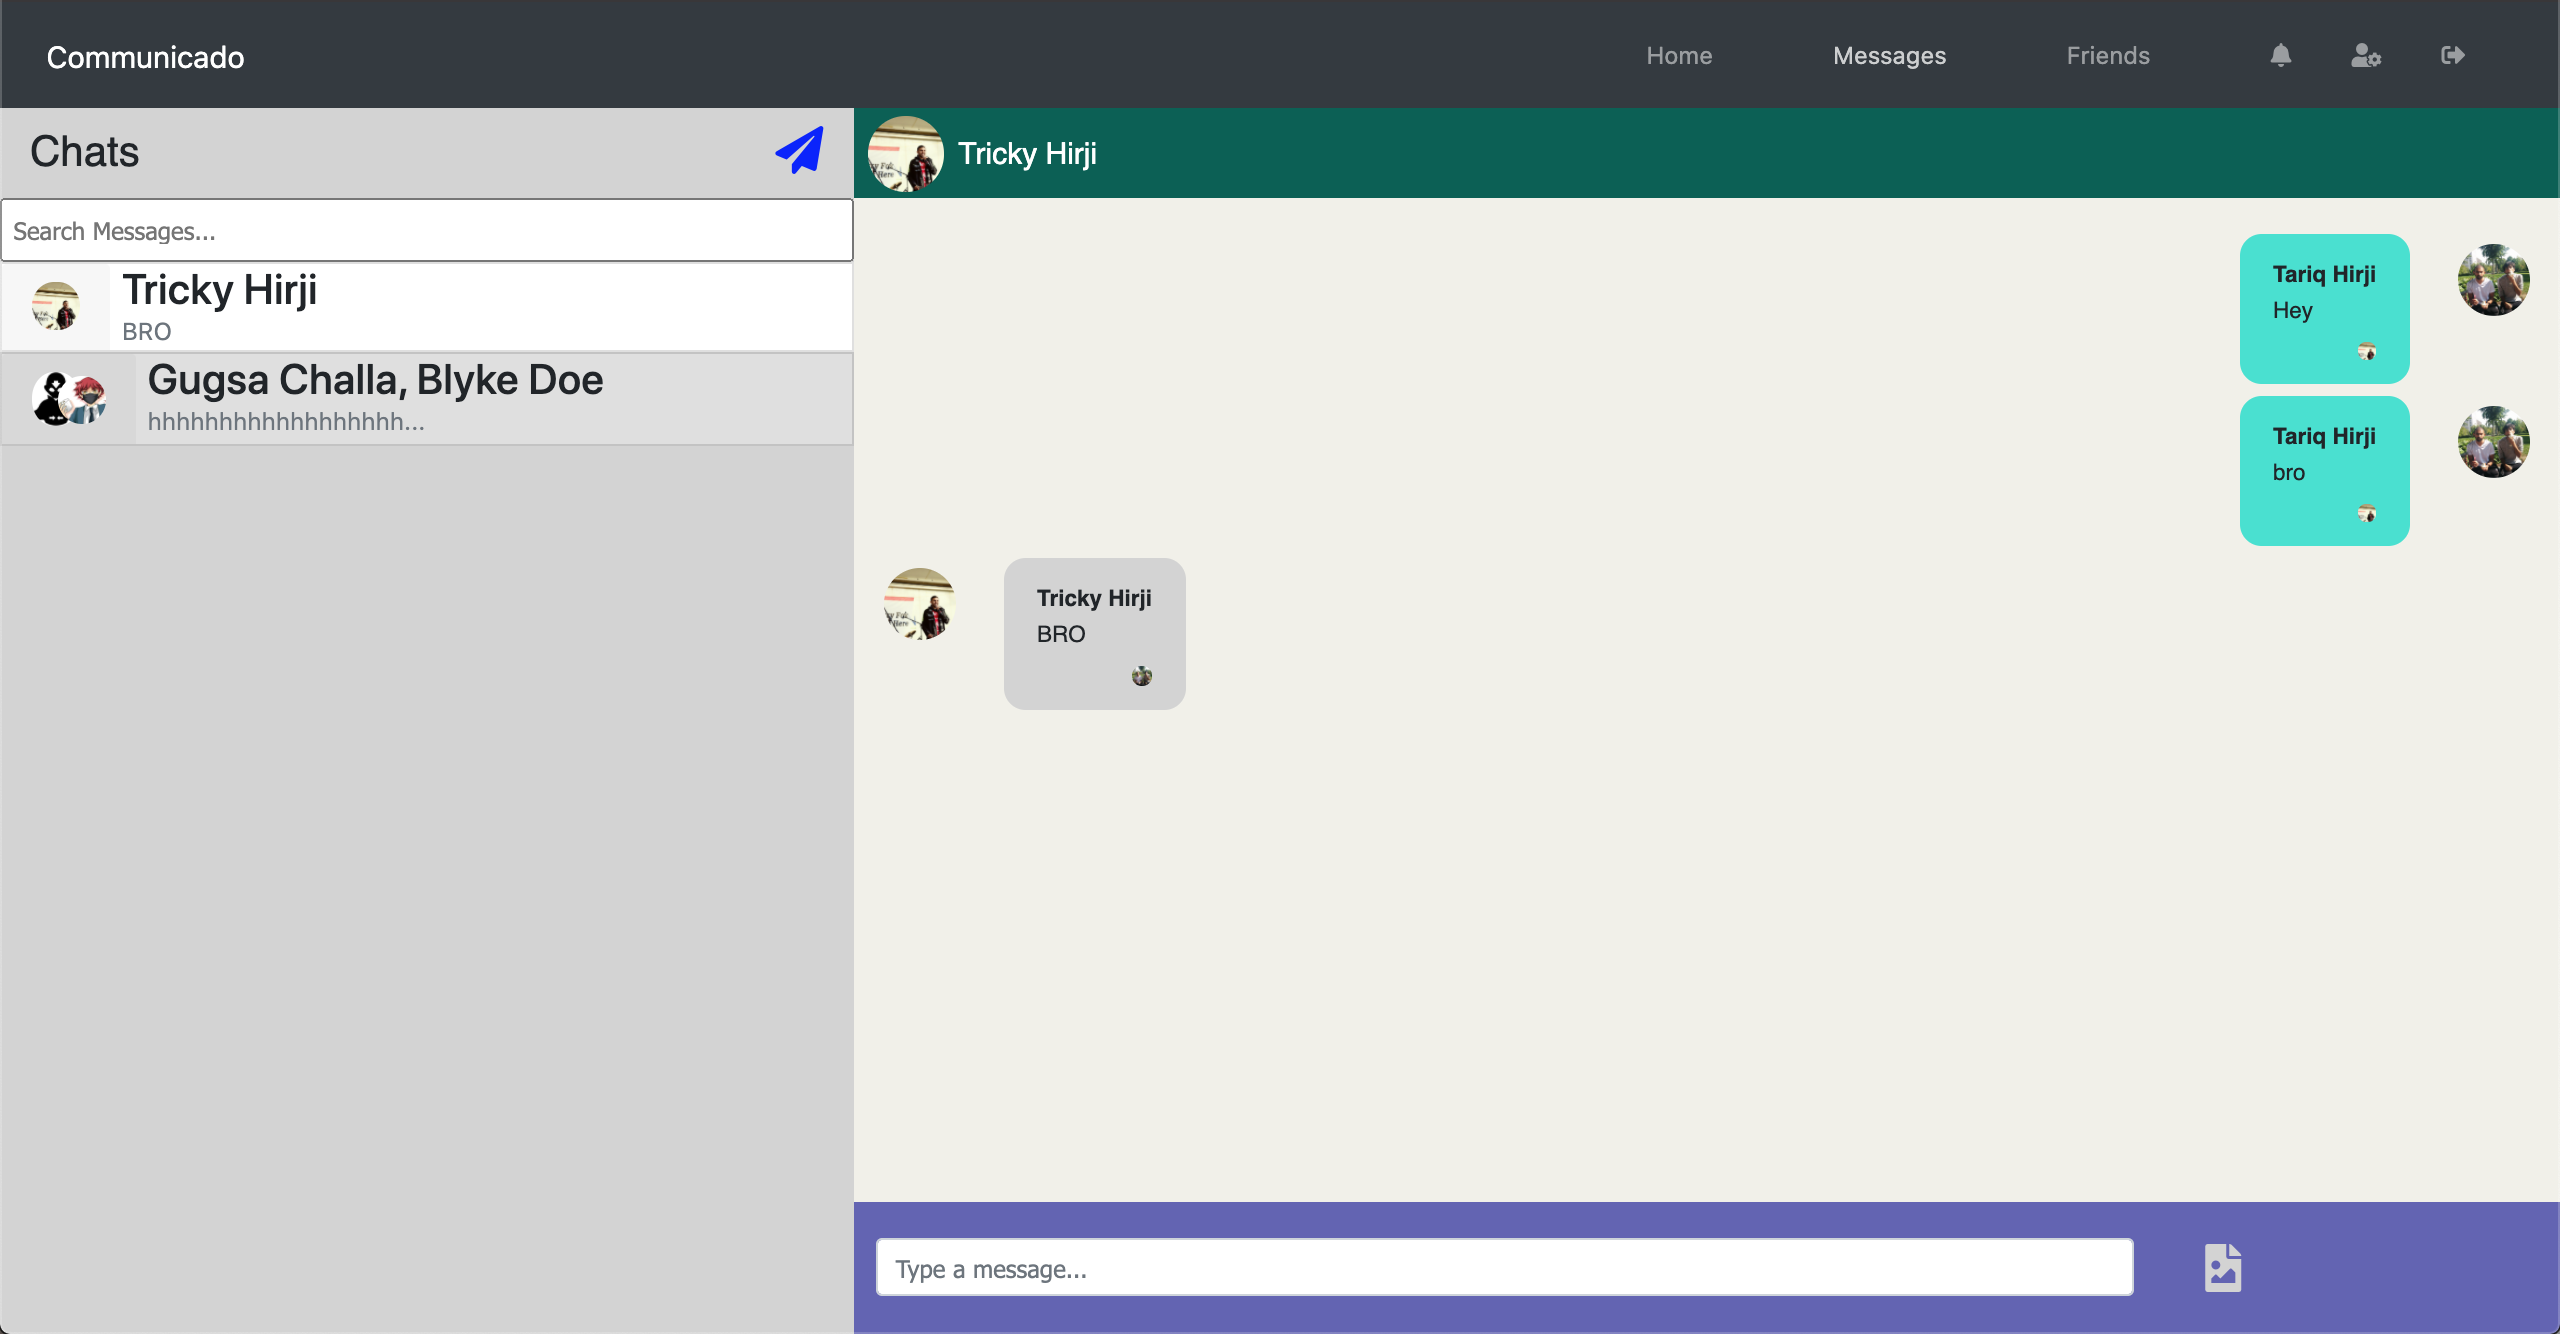 Communicado
Home
Messages
Friends
Chats
Search Messages...
Tricky Hirji
BRO
Gugsa Challa, Blyke Doe
hhhhhhhhhhhhhhhhhh...
Tricky Hirji
Tariq Hirji
Hey
Tariq Hirji
bro
Tricky Hirji
BRO
Type a message...